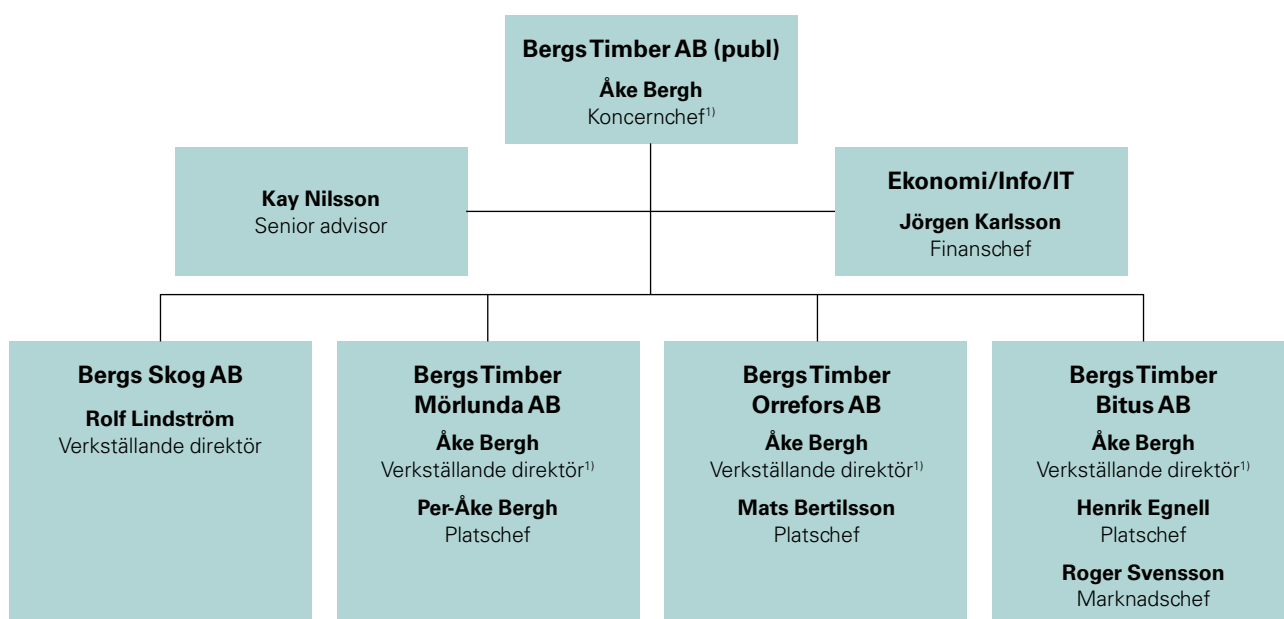 Bergs Timber AB (publ)
Åke Bergh
Koncernchef¹⁾
Kay Nilsson
Senior advisor
Ekonomi/Info/IT
Jörgen Karlsson
Finanschef
Bergs Skog AB
Rolf Lindström
Verkställande direktör
Bergs Timber
Mörlunda AB
Åke Bergh
Verkställande direktör¹⁾
Per-Åke Bergh
Platschef
Bergs Timber
Orrefors AB
Åke Bergh
Verkställande direktör¹⁾
Mats Bertilsson
Platschef
Bergs Timber
Bitus AB
Åke Bergh
Verkställande direktör¹⁾
Henrik Egnell
Platschef
Roger Svensson
Marknadschef